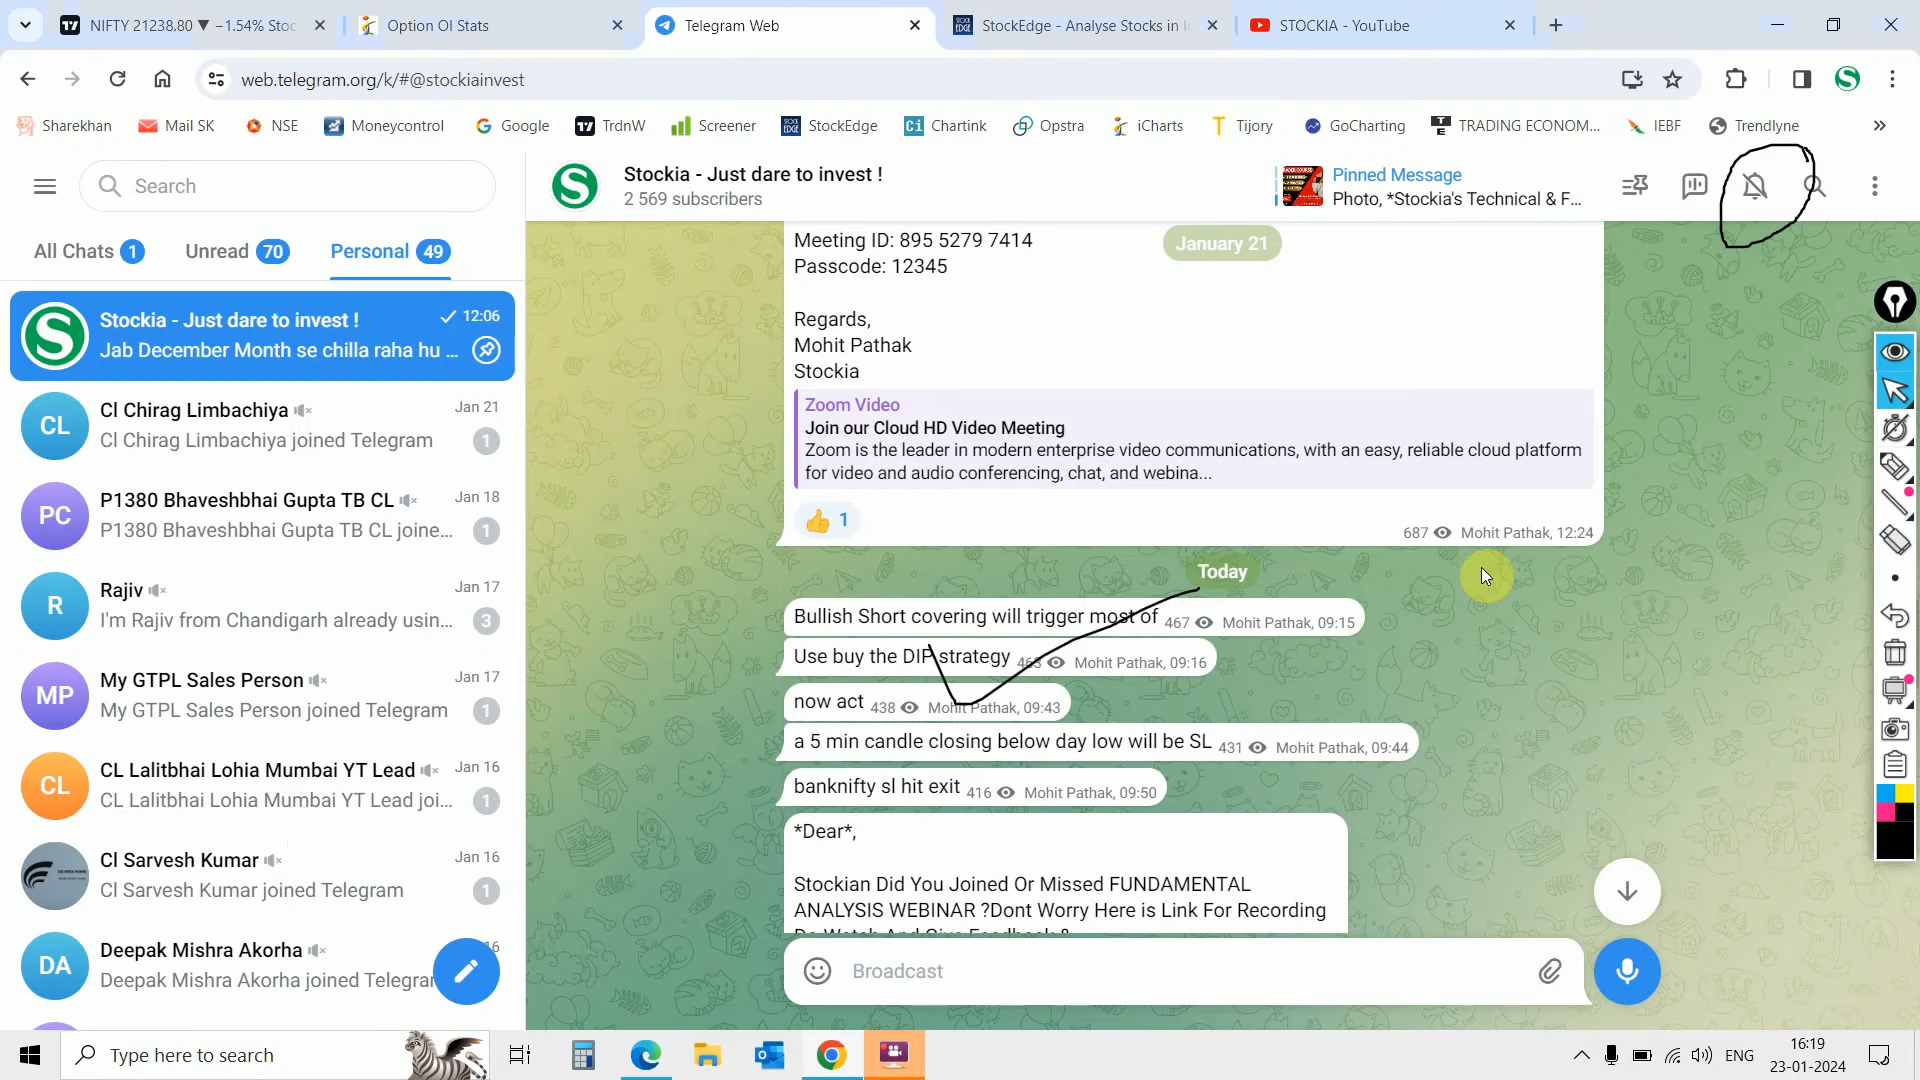 NIFTY 21238.80 ▼ −1.54% Stoc
Option OI Stats
Telegram Web
StockEdge - Analyse Stocks in I
STOCKIA - YouTube
web.telegram.org/k/#@stockiainvest
Sharekhan
Mail SK
NSE
Moneycontrol
Google
TrdnW
Screener
StockEdge
Chartink
Opstra
iCharts
Tijory
GoCharting
TRADING ECONOM...
IEBF
Trendlyne
Search
Stockia - Just dare to invest !
2 569 subscribers
Pinned Message
Photo, *Stockia's Technical & F...
All Chats 1
Unread 70
Personal 49
Stockia - Just dare to invest ! 12:06
Jab December Month se chilla raha hu ...
CL
Cl Chirag Limbachiya Jan 21
Cl Chirag Limbachiya joined Telegram 1
PC
P1380 Bhaveshbhai Gupta TB CL Jan 18
P1380 Bhaveshbhai Gupta TB CL joine... 1
R
Rajiv Jan 17
I'm Rajiv from Chandigarh already usin... 3
MP
My GTPL Sales Person Jan 17
My GTPL Sales Person joined Telegram 1
CL
CL Lalitbhai Lohia Mumbai YT Lead Jan 16
CL Lalitbhai Lohia Mumbai YT Lead joi... 1
Cl Sarvesh Kumar Jan 16
Cl Sarvesh Kumar joined Telegram 1
DA
Deepak Mishra Akorha 16
Deepak Mishra Akorha joined Telegrar
Meeting ID: 895 5279 7414
January 21
Passcode: 12345
Regards,
Mohit Pathak
Stockia
Zoom Video
Join our Cloud HD Video Meeting
Zoom is the leader in modern enterprise video communications, with an easy, reliable cloud platform
for video and audio conferencing, chat, and webina...
👍 1
687 Mohit Pathak, 12:24
Today
Bullish Short covering will trigger most of 467 Mohit Pathak, 09:15
Use buy the DIP strategy 463 Mohit Pathak, 09:16
now act 438 Mohit Pathak, 09:43
a 5 min candle closing below day low will be SL 431 Mohit Pathak, 09:44
banknifty sl hit exit 416 Mohit Pathak, 09:50
*Dear*,
Stockian Did You Joined Or Missed FUNDAMENTAL
ANALYSIS WEBINAR ?Dont Worry Here is Link For Recording
Broadcast
Type here to search
ENG
16:19
23-01-2024